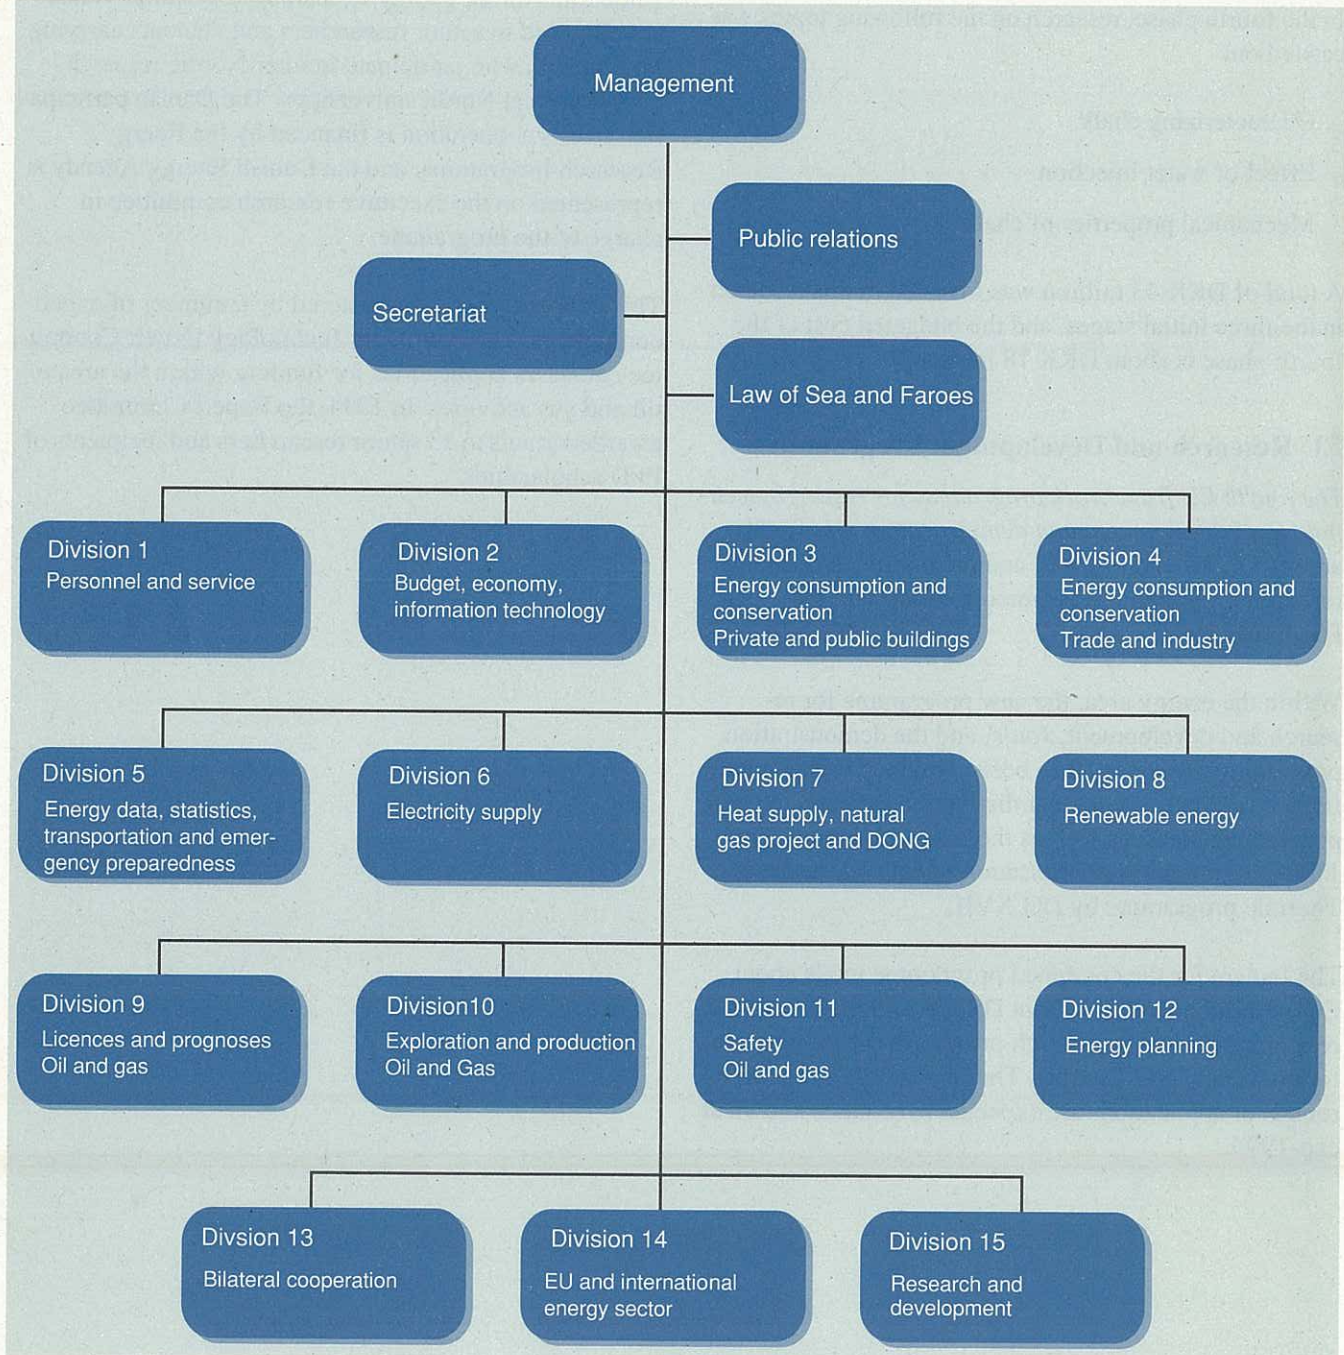 Management
Public relations
Secretariat
Law of Sea and Faroes
Division 1
Personnel and service
Division 2
Budget, economy,
information technology
Division 3
Energy consumption and
conservation
Private and public buildings
Division 4
Energy consumption and
conservation
Trade and industry
Division 5
Energy data, statistics,
transportation and emer-
gency preparedness
Division 6
Electricity supply
Division 7
Heat supply, natural
gas project and DONG
Division 8
Renewable energy
Division 9
Licences and prognoses
Oil and gas
Division10
Exploration and production
Oil and Gas
Division 11
Safety
Oil and gas
Division 12
Energy planning
Divsion 13
Bilateral cooperation
Division 14
EU and international
energy sector
Division 15
Research and
development